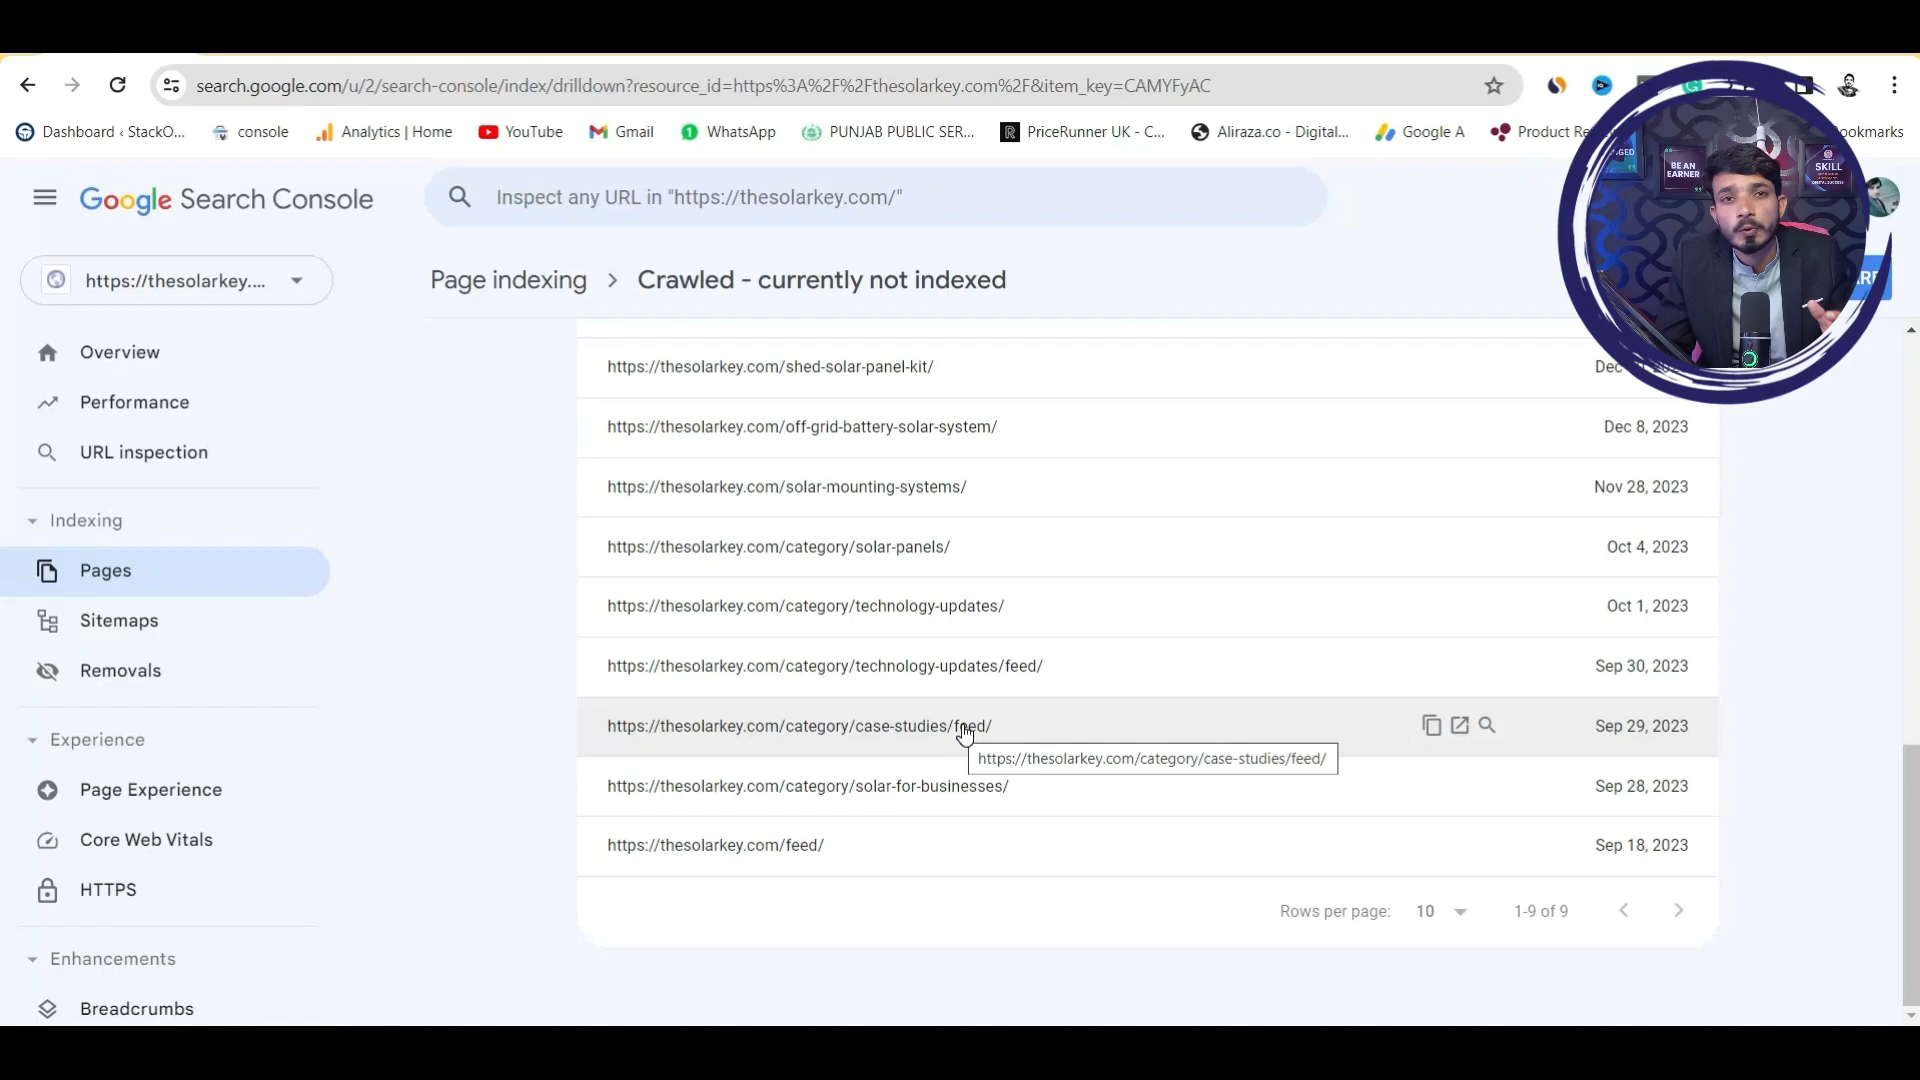 search.google.com/u/2/search-console/index/drilldown?resource_id=https%3A%2F%2Fthesolarkey.com%2F&item_key=CAMYFyAC
Dashboard ‹ StackO... console Analytics | Home YouTube Gmail WhatsApp PUNJAB PUBLIC SER... PriceRunner UK - C... Aliraza.co - Digital... Google A Product Re ookmarks
Google Search Console
Inspect any URL in "https://thesolarkey.com/"
BE AN EARNER
SKILL
https://thesolarkey....
Page indexing > Crawled - currently not indexed
Overview
Performance
URL inspection
Indexing
Pages
Sitemaps
Removals
Experience
Page Experience
Core Web Vitals
HTTPS
Enhancements
Breadcrumbs
https://thesolarkey.com/shed-solar-panel-kit/ Dec
https://thesolarkey.com/off-grid-battery-solar-system/ Dec 8, 2023
https://thesolarkey.com/solar-mounting-systems/ Nov 28, 2023
https://thesolarkey.com/category/solar-panels/ Oct 4, 2023
https://thesolarkey.com/category/technology-updates/ Oct 1, 2023
https://thesolarkey.com/category/technology-updates/feed/ Sep 30, 2023
https://thesolarkey.com/category/case-studies/feed/ Sep 29, 2023
https://thesolarkey.com/category/case-studies/feed/
https://thesolarkey.com/category/solar-for-businesses/ Sep 28, 2023
https://thesolarkey.com/feed/ Sep 18, 2023
Rows per page: 10 1-9 of 9